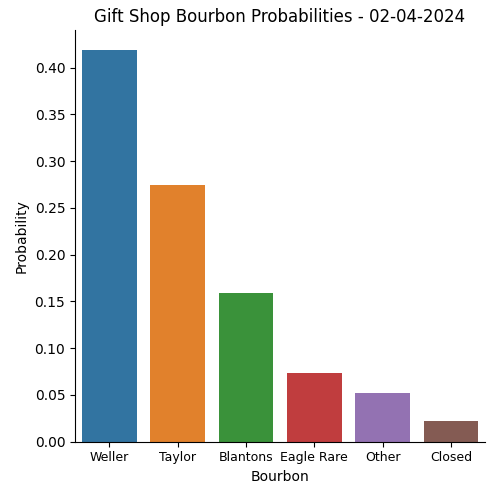 Gift Shop Bourbon Probabilities - 02-04-2024
0.40
0.35
0.30
0.25
0.20
0.15
0.10
0.05
0.00
Probability
Weller Taylor Blantons Eagle Rare Other Closed
Bourbon